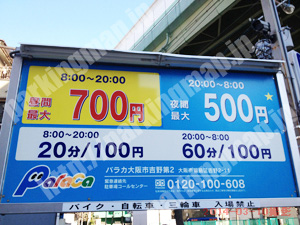 8:00～20:00
昼間最大 700円
20:00～8:00
夜間最大 500円
8:00～20:00
20分/100円
20:00～8:00
60分/100円
ParaCa
パラカ大阪市吉野第2
緊急連絡先
駐車場コールセンター
0120-100-608
バイク・自転車・三輪車 入場禁止